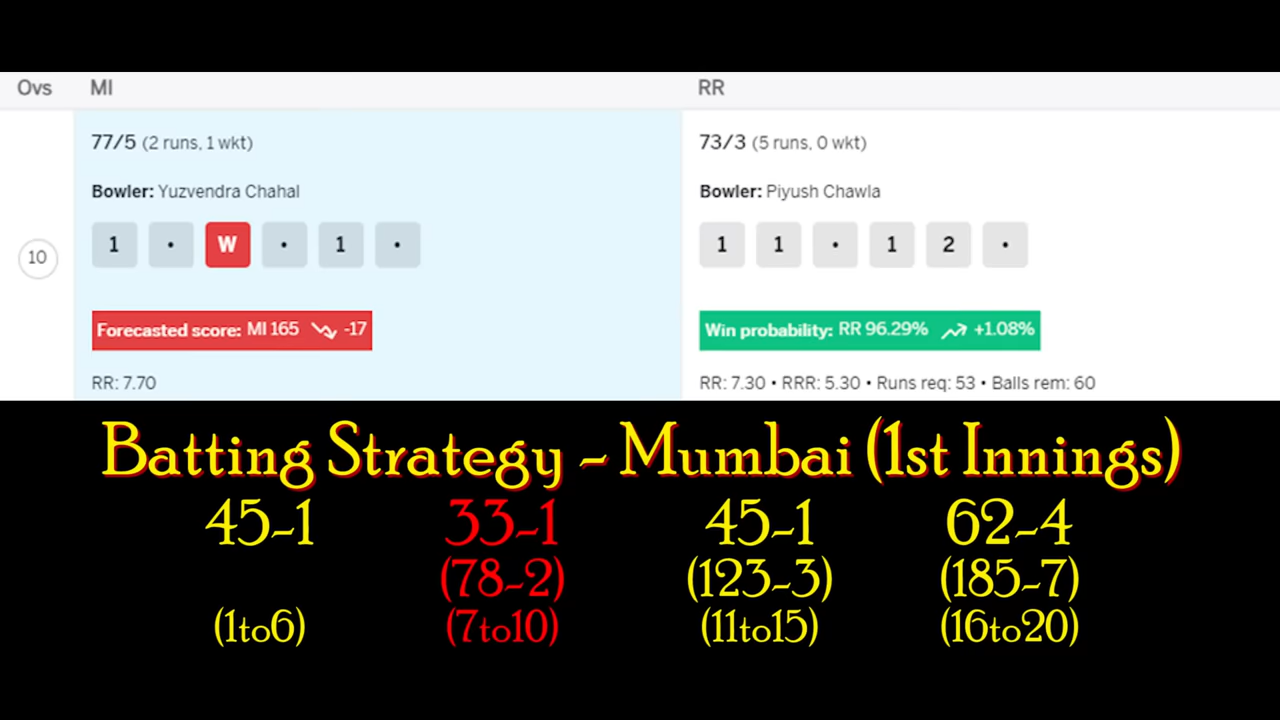 Ovs MI RR
77/5 (2 runs, 1 wkt) 73/3 (5 runs, 0 wkt)
Bowler: Yuzvendra Chahal Bowler: Piyush Chawla
10 1 • W • 1 • 1 1 • 1 2 •
Forecasted score: MI 165 -17 Win probability: RR 96.29% +1.08%
RR: 7.70 RR: 7.30 • RRR: 5.30 • Runs req: 53 • Balls rem: 60
Batting Strategy - Mumbai (1st Innings)
45-1 33-1 45-1 62-4
(78-2) (123-3) (185-7)
(1to6) (7to10) (11to15) (16to20)